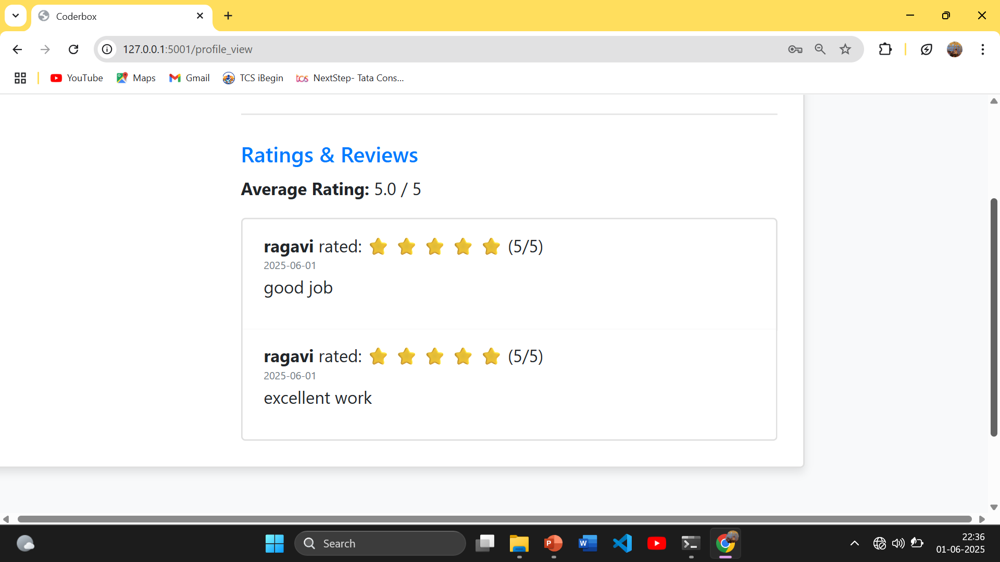 Coderbox
127.0.0.1:5001/profile_view
YouTube Maps Gmail TCS iBegin tcs NextStep- Tata Cons...
Ratings & Reviews
Average Rating: 5.0 / 5
ragavi rated: ⭐ ⭐ ⭐ ⭐ ⭐ (5/5)
2025-06-01
good job
ragavi rated: ⭐ ⭐ ⭐ ⭐ ⭐ (5/5)
2025-06-01
excellent work
Search
22:36
01-06-2025